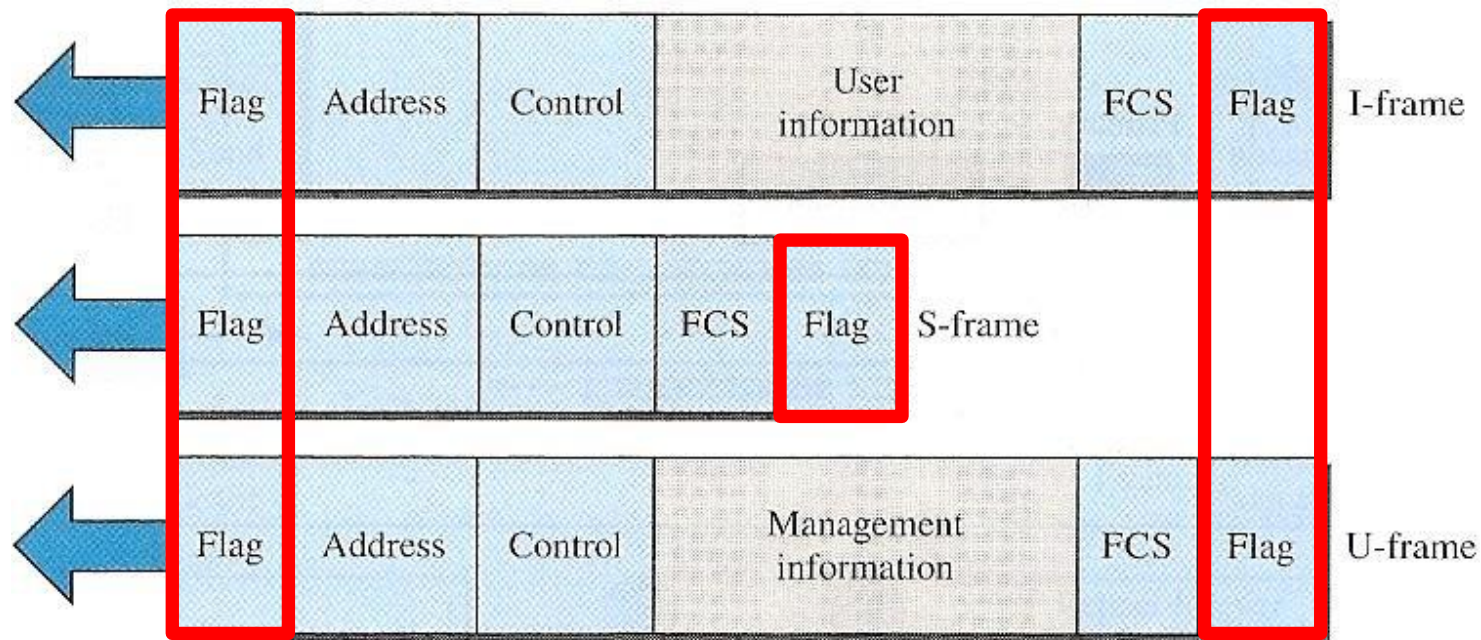 Flag Address Control User information FCS Flag I-frame
Flag Address Control FCS Flag S-frame
Flag Address Control Management information FCS Flag U-frame